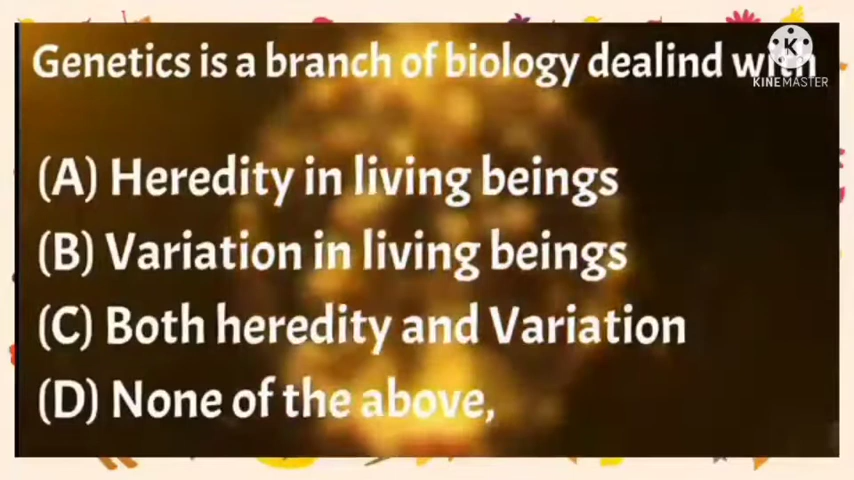 Genetics is a branch of biology dealind with
KINEMASTER
(A) Heredity in living beings
(B) Variation in living beings
(C) Both heredity and Variation
(D) None of the above,